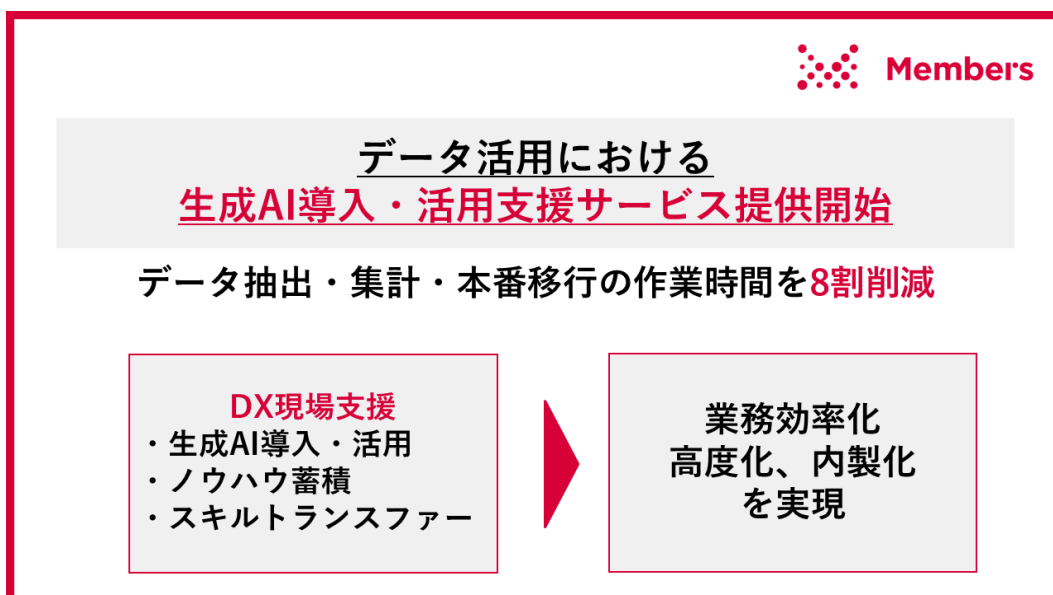 Members
データ活用における
生成AI導入・活用支援サービス提供開始
データ抽出・集計・本番移行の作業時間を8割削減
DX現場支援
・生成AI導入・活用
・ノウハウ蓄積
・スキルトランスファー
業務効率化
高度化、内製化
を実現